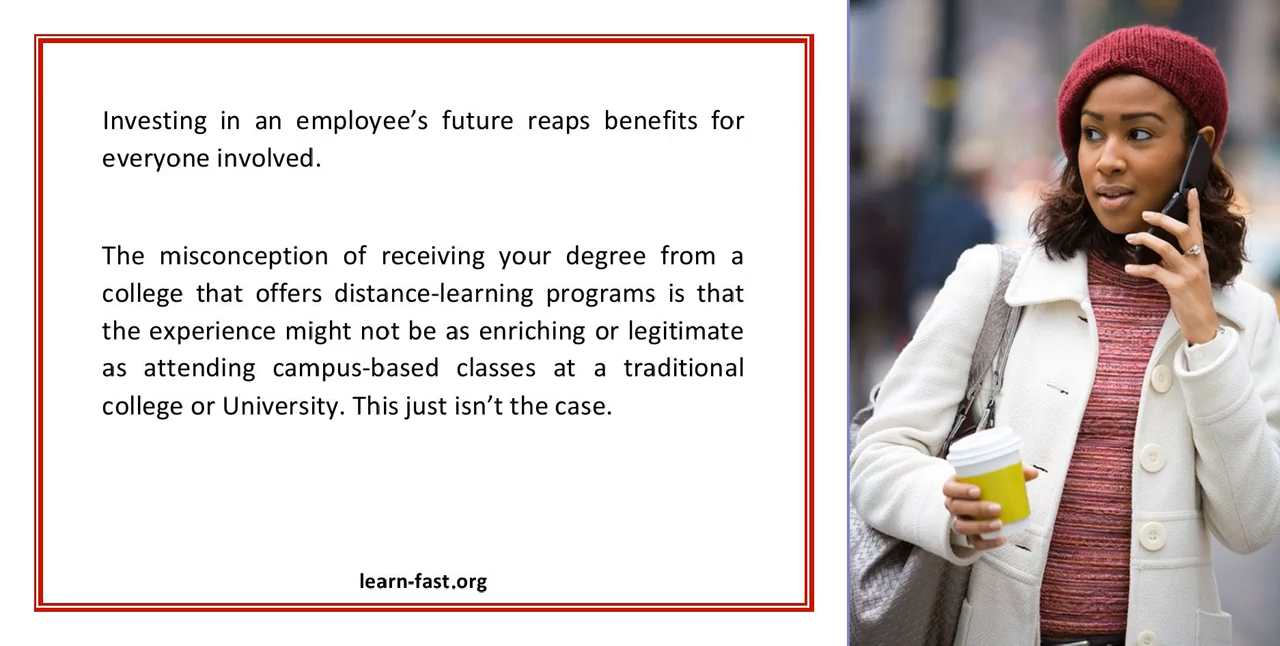 Investing in an employee’s future reaps benefits for
everyone involved.
The misconception of receiving your degree from a
college that offers distance-learning programs is that
the experience might not be as enriching or legitimate
as attending campus-based classes at a traditional
college or University. This just isn’t the case.
learn-fast.org